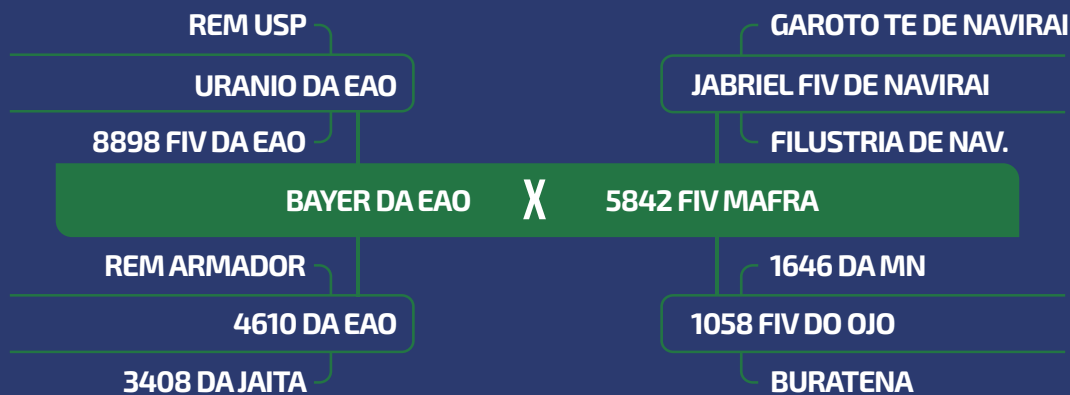 REM USP
GAROTO TE DE NAVIRAI
URANIO DA EAO
JABRIEL FIV DE NAVIRAI
8898 FIV DA EAO
FILUSTRIA DE NAV.
BAYER DA EAO X 5842 FIV MAFRA
REM ARMADOR
1646 DA MN
4610 DA EAO
1058 FIV DO OJO
3408 DA JAITA
BURATENA